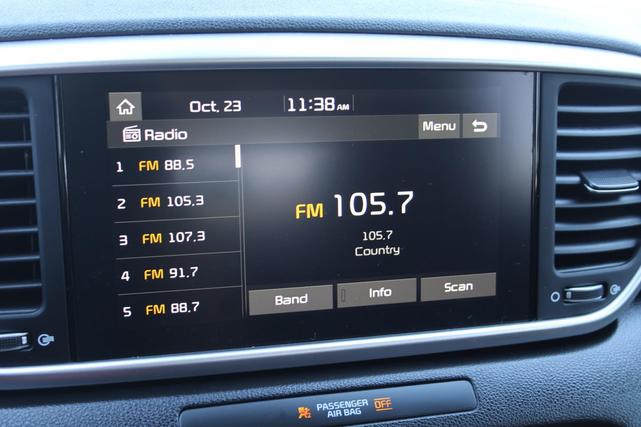 Oct. 23 11:38 AM
Radio Menu
1 FM 88.5
2 FM 105.3
3 FM 107.3
4 FM 91.7
5 FM 88.7
FM 105.7
105.7
Country
Band Info Scan
PASSENGER OFF
AIR BAG